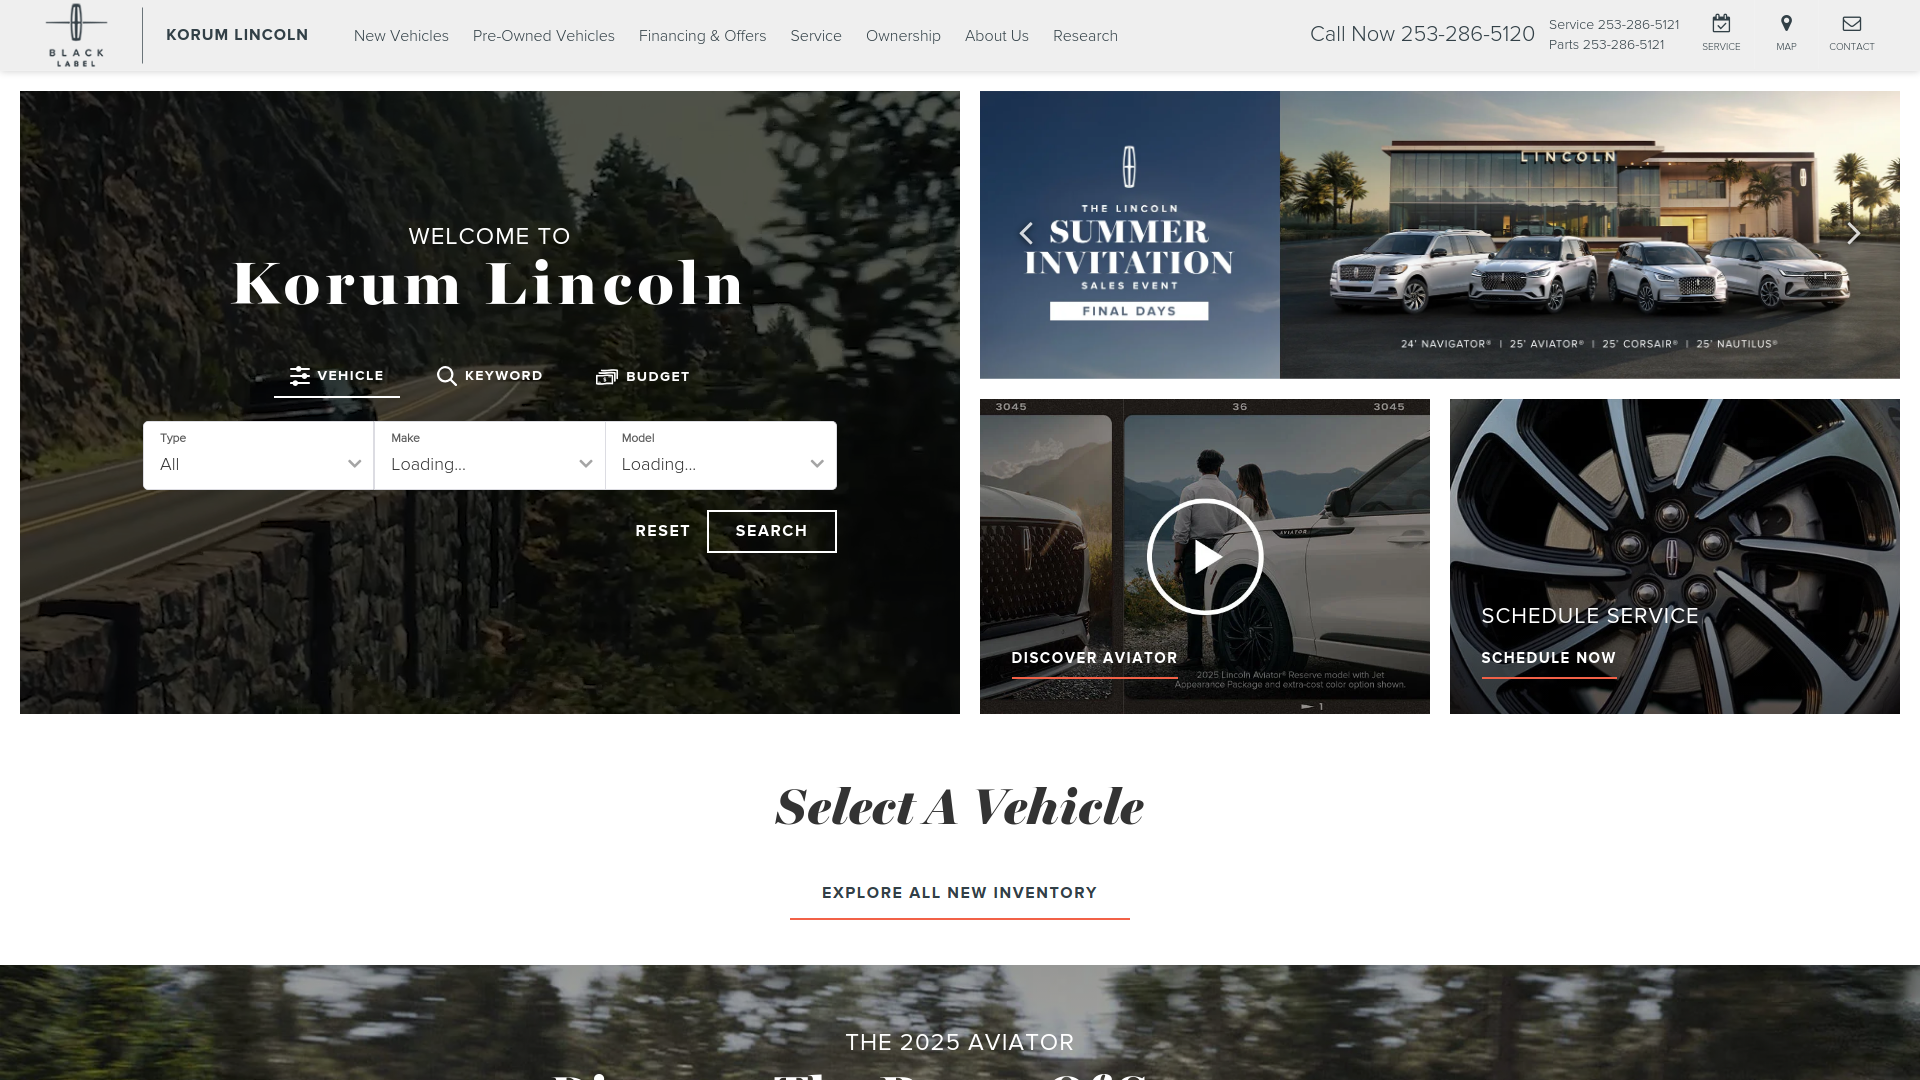 BLACK
LABEL
KORUM LINCOLN
New Vehicles
Pre-Owned Vehicles
Financing & Offers
Service
Ownership
About Us
Research
Call Now 253-286-5120
Service 253-286-5121
Parts 253-286-5121
SERVICE
MAP
CONTACT
WELCOME TO
Korum Lincoln
VEHICLE
KEYWORD
BUDGET
Type
All
Make
Loading...
Model
Loading...
RESET
SEARCH
THE LINCOLN
SUMMER
INVITATION
SALES EVENT
FINAL DAYS
LINCOLN
24' NAVIGATOR® | 25' AVIATOR® | 25' CORSAIR® | 25' NAUTILUS®
3045
36
3045
AVIATOR
DISCOVER AVIATOR
2025 Lincoln Aviator® Reserve model with Jet
Appearance Package and extra-cost color option shown.
1
SCHEDULE SERVICE
SCHEDULE NOW
Select A Vehicle
EXPLORE ALL NEW INVENTORY
THE 2025 AVIATOR